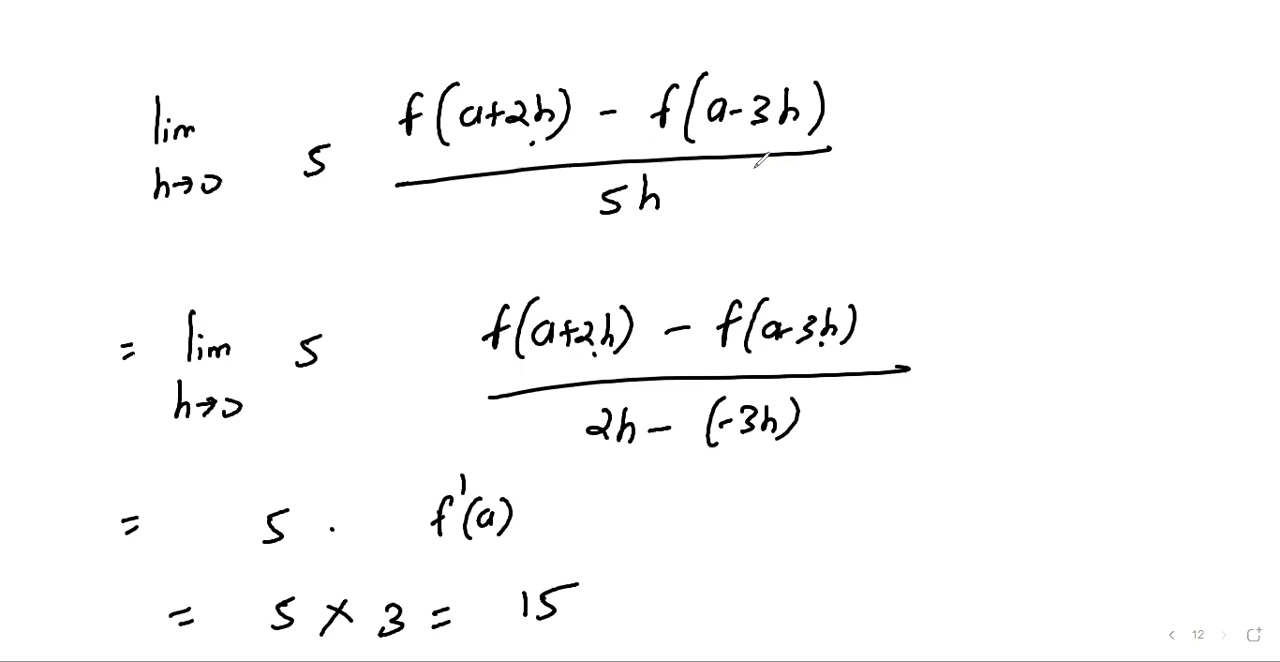 lim h→0 5 f(a+2h) - f(a-3h) / 5h
= lim h→0 5 f(a+2h) - f(a-3h) / 2h - (-3h)
= 5 . f'(a)
= 5 × 3 = 15
< 12 >